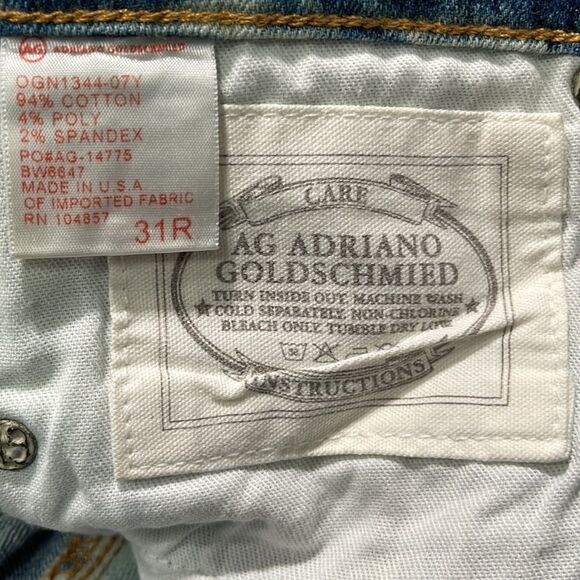 AG ADRIANO GOLDSCHMIED
OGN1344-07Y
94% COTTON
4% POLY
2% SPANDEX
PO#AG-14775
BW6647
MADE IN U.S.A
OF IMPORTED FABRIC
RN 104857
31R
CARE
AG ADRIANO
GOLDSCHMIED
TURN INSIDE OUT, MACHINE WASH
COLD SEPARATELY, NON-CHLORINE
BLEACH ONLY, TUMBLE DRY LOW
INSTRUCTIONS